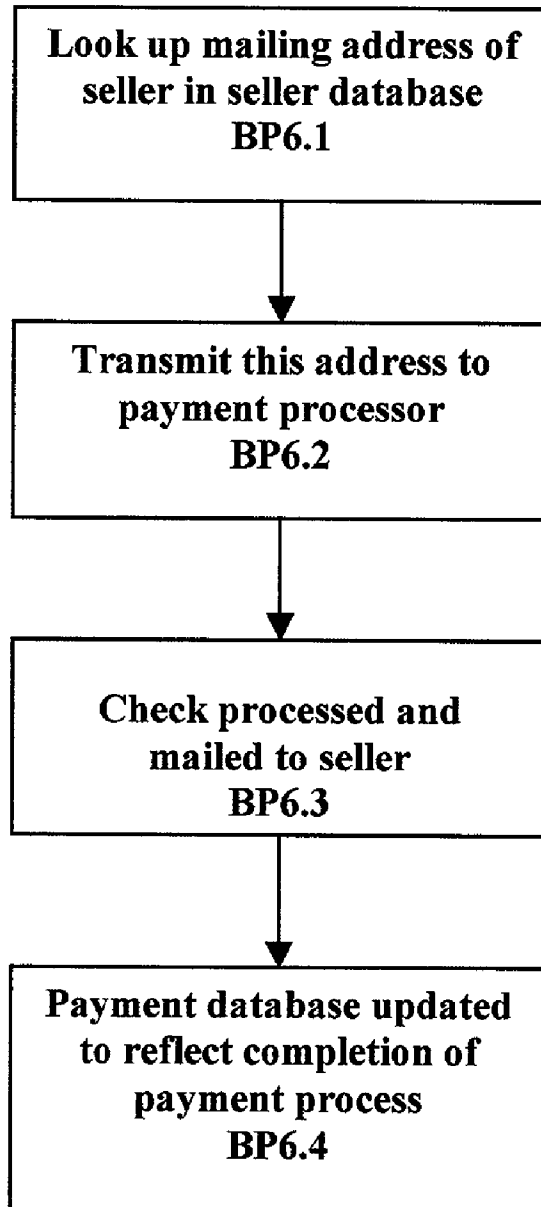 Look up mailing address of
seller in seller database
BP6.1
Transmit this address to
payment processor
BP6.2
Check processed and
mailed to seller
BP6.3
Payment database updated
to reflect completion of
payment process
BP6.4